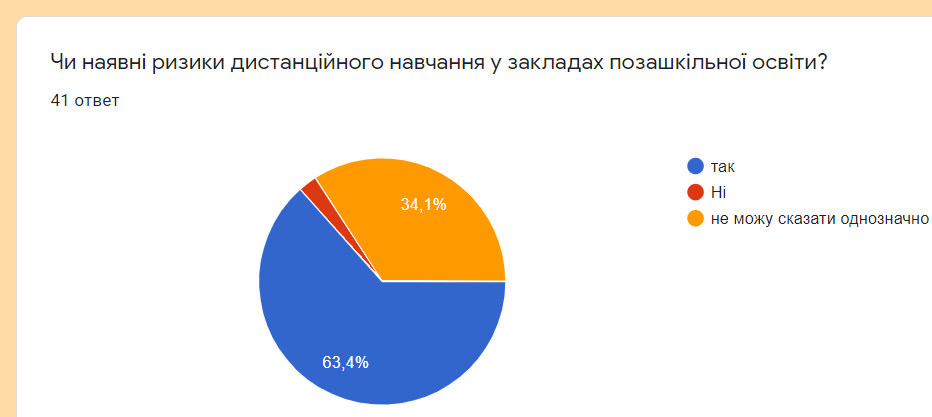 Чи наявні ризики дистанційного навчання у закладах позашкільної освіти?
41 ответ
так
Ні
не можу сказати однозначно
34,1%
63,4%